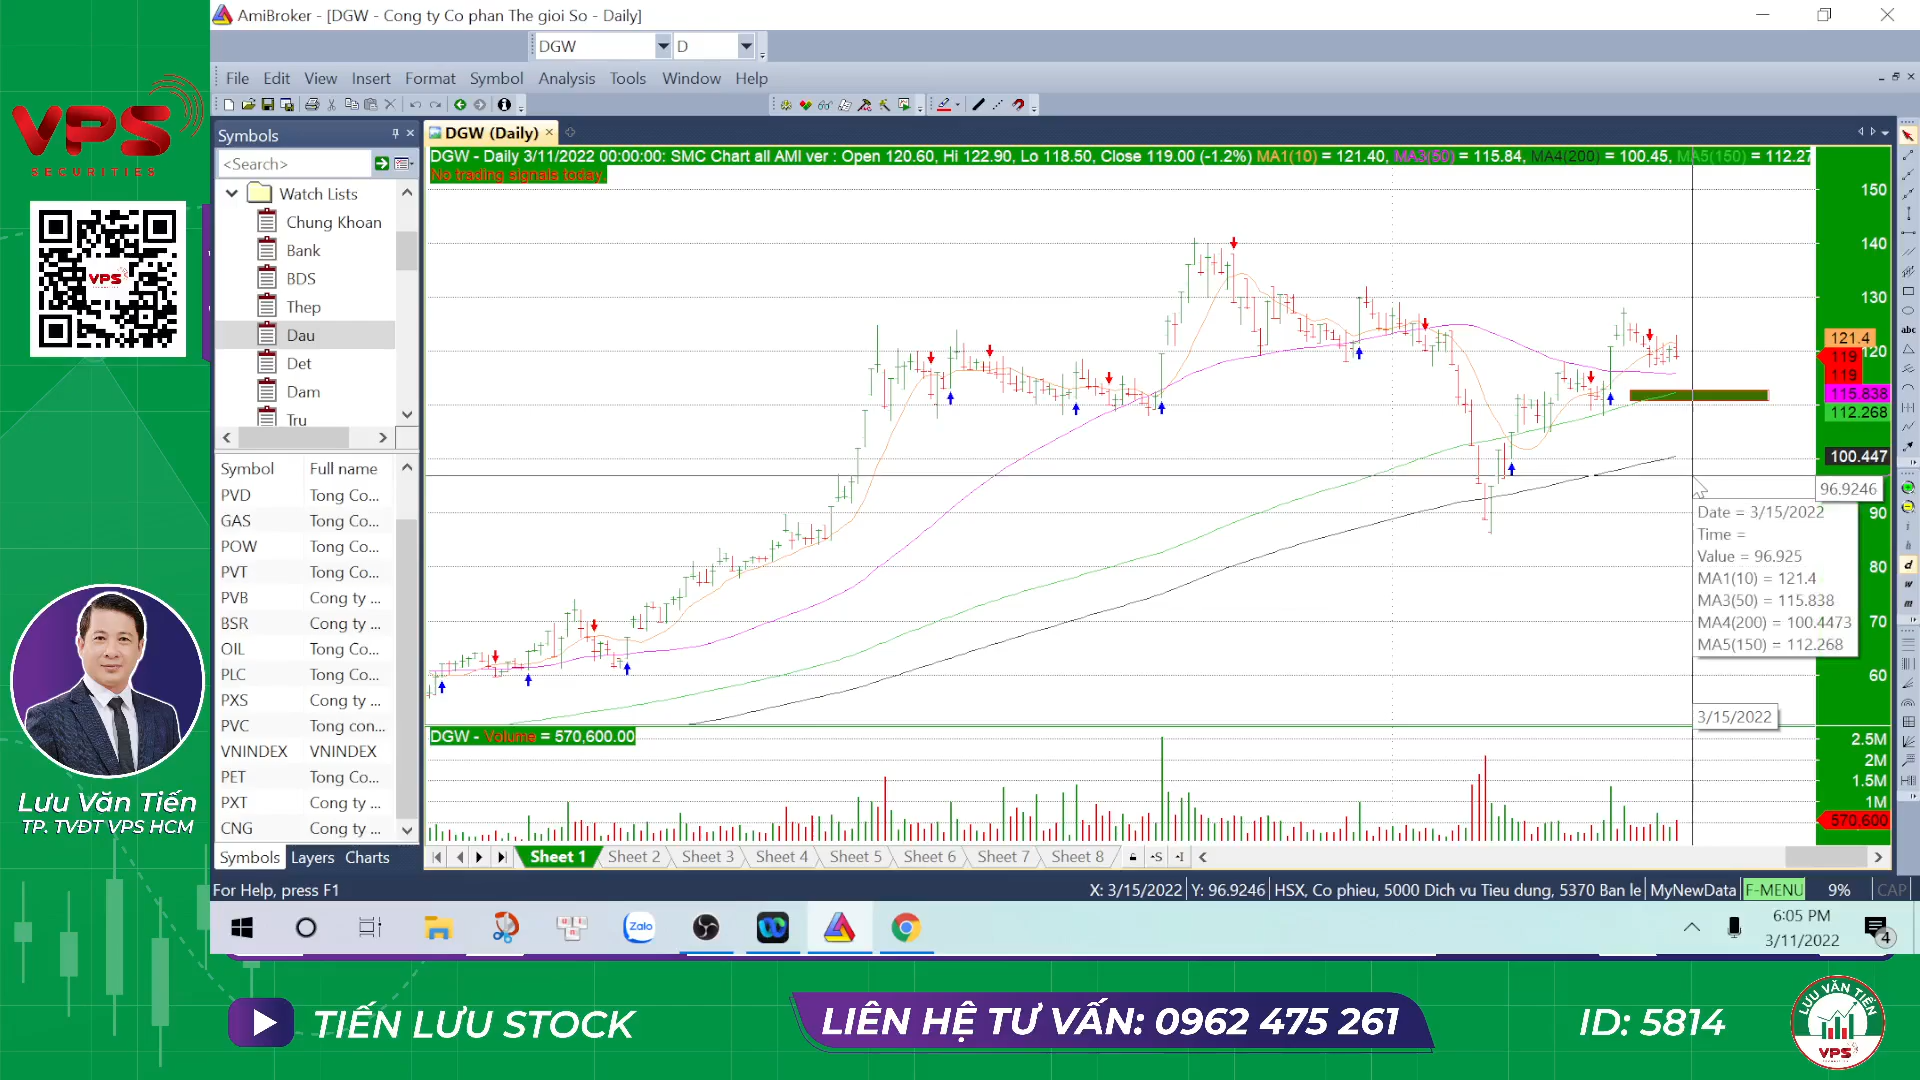 AmiBroker - [DGW - Cong ty Co phan The gioi So - Daily]
DGW
D
File Edit View Insert Format Symbol Analysis Tools Window Help
VPS
SECURITIES
VPS
Lưu Văn Tiến
TP. TVĐT VPS HCM
Symbols
<Search>
Watch Lists
Chung Khoan
Bank
BDS
Thep
Dau
Det
Dam
Tru
Symbol Full name
PVD Tong Co...
GAS Tong Co...
POW Tong Co...
PVT Tong Co...
PVB Cong ty ...
BSR Cong ty ...
OIL Tong Co...
PLC Tong Co...
PXS Cong ty ...
PVC Tong con...
VNINDEX VNINDEX
PET Tong Co...
PXT Tong Co...
CNG Cong ty ...
Symbols Layers Charts
DGW (Daily)
DGW - Daily 3/11/2022 00:00:00: SMC Chart all AMI ver : Open 120.60, Hi 122.90, Lo 118.50, Close 119.00 (-1.2%) MA1(10) = 121.40, MA3(50) = 115.84, MA4(200) = 100.45, MA5(150) = 112.27
No trading signals today.
150
140
130
121.4
120
119
119
115.838
112.268
100.447
96.9246
90
80
70
60
Date = 3/15/2022
Time =
Value = 96.925
MA1(10) = 121.4
MA3(50) = 115.838
MA4(200) = 100.4473
MA5(150) = 112.268
3/15/2022
DGW - Volume = 570,600.00
2.5M
2M
1.5M
1M
570,600
abc
d
w
m
Sheet 1 Sheet 2 Sheet 3 Sheet 4 Sheet 5 Sheet 6 Sheet 7 Sheet 8
For Help, press F1
X: 3/15/2022 Y: 96.9246 HSX, Co phieu, 5000 Dich vu Tieu dung, 5370 Ban le MyNewData F-MENU 9% CAP
Zalo
6:05 PM
3/11/2022
4
TIẾN LƯU STOCK
LIÊN HỆ TƯ VẤN: 0962 475 261
ID: 5814
LƯU VĂN TIẾN
VPS